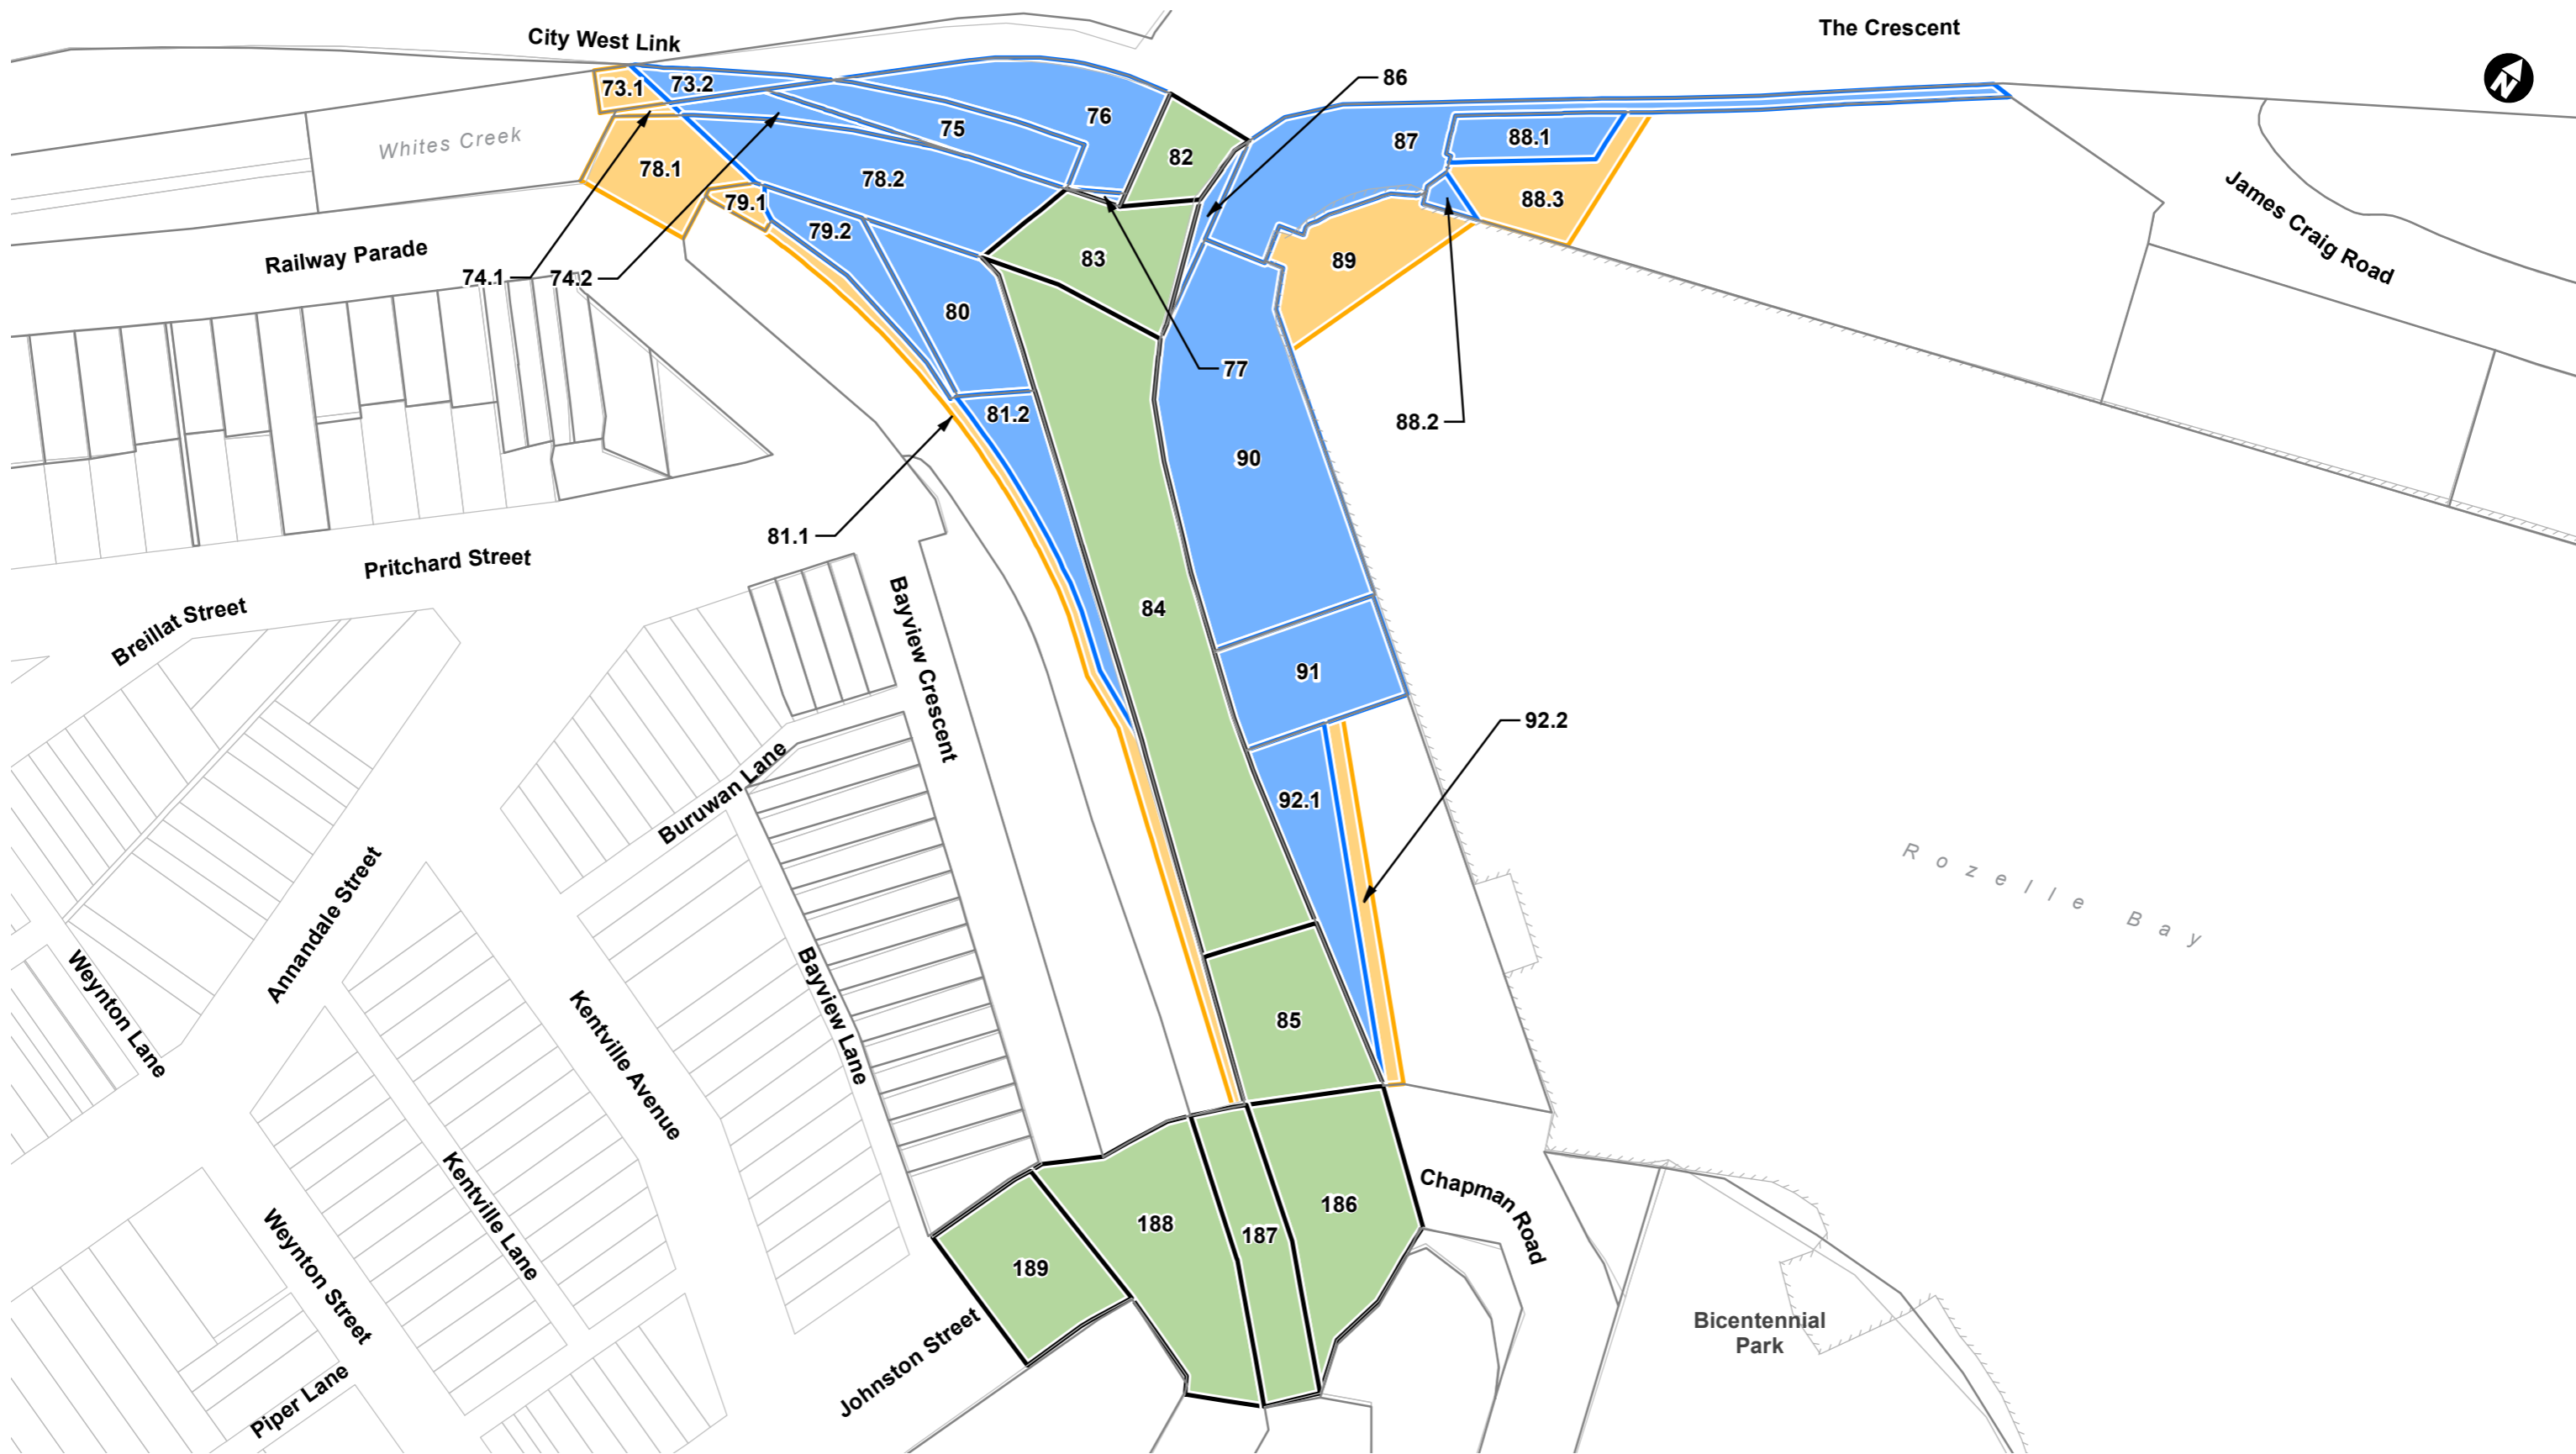 City West Link
The Crescent
N
73.1
73.2
86
76
75
87
88.1
Whites Creek
82
78.1
78.2
79.1
88.3
James Craig Road
79.2
Railway Parade
83
89
74.1
74.2
80
77
81.2
88.2
90
81.1
Pritchard Street
84
Breillat Street
Bayview Crescent
91
92.2
Buruwan Lane
92.1
Rozelle Bay
Annandale Street
Weynton Lane
Bayview Lane
Kentville Avenue
85
Chapman Road
186
188
187
Kentville Lane
189
Weynton Street
Johnston Street
Bicentennial
Park
Piper Lane